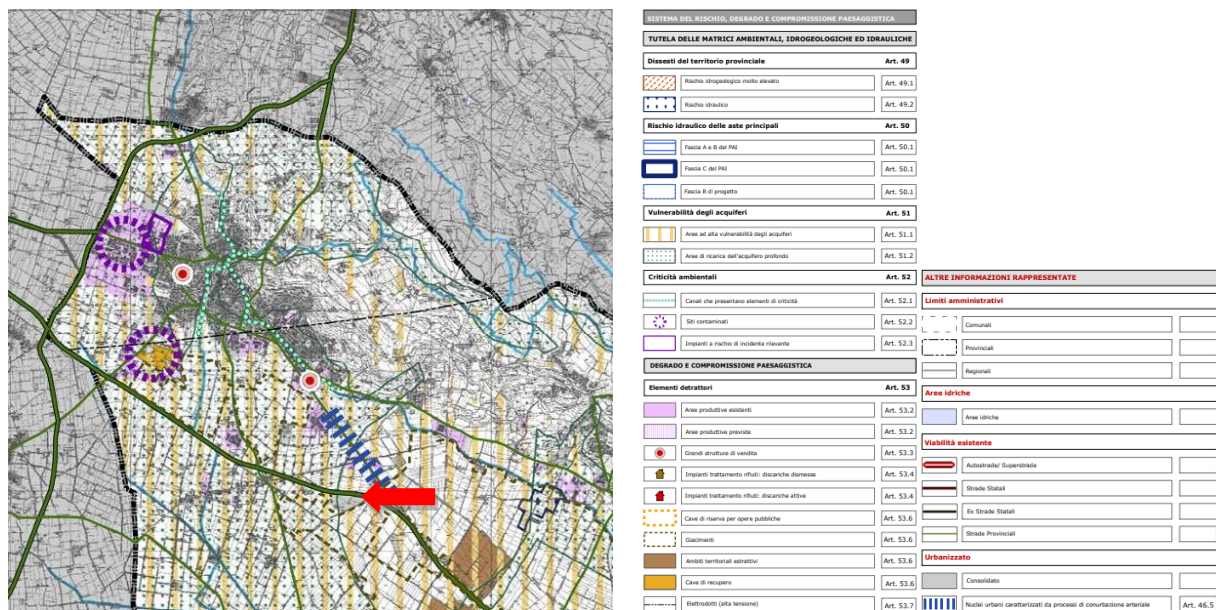 SISTEMA DEL RISCHIO, DEGRADO E COMPROMISSIONE PAESAGGISTICA
TUTELA DELLE MATRICI AMBIENTALI, IDROGEOLOGICHE ED IDRAULICHE
Dissesti del territorio provinciale Art. 49
Rischio idrogeologico molto elevato Art. 49.1
Rischio idraulico Art. 49.2
Rischio idraulico delle aste principali Art. 50
Fascia A e B del PAI Art. 50.1
Fascia C del PAI Art. 50.1
Fascia B di progetto Art. 50.1
Vulnerabilità degli acquiferi Art. 51
Aree ad alta vulnerabilità degli acquiferi Art. 51.1
Aree di ricarica dell'acquifero profondo Art. 51.2
Criticità ambientali Art. 52
Canali che presentano elementi di criticità Art. 52.1
Siti contaminati Art. 52.2
Impianti a rischio di incidente rilevante Art. 52.3
DEGRADO E COMPROMISSIONE PAESAGGISTICA
Elementi detrattori Art. 53
Aree produttive esistenti Art. 53.2
Aree produttive previste Art. 53.2
Grandi strutture di vendita Art. 53.3
Impianti trattamento rifiuti: discariche dismesse Art. 53.4
Impianti trattamento rifiuti: discariche attive Art. 53.4
Cave di riserva per opere pubbliche Art. 53.6
Giacimenti Art. 53.6
Ambiti territoriali estrattivi Art. 53.6
Cave di recupero Art. 53.6
Elettrodotti (alta tensione) Art. 53.7
ALTRE INFORMAZIONI RAPPRESENTATE
Limiti amministrativi
Comunali
Provinciali
Regionali
Aree idriche
Aree idriche
Viabilità esistente
Autostrade/ Superstrade
Strade Statali
Ex Strade Statali
Strade Provinciali
Urbanizzato
Consolidato
Nuclei urbani caratterizzati da processi di conurbazione arteriale Art. 46.5